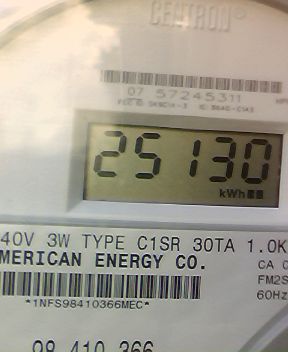 CENTRON®
07 57245311
25130
kWh
40V 3W TYPE C1SR 30TA 1.0K
MERICAN ENERGY CO.
CA 0
FM2S
60Hz
*1NFS98410366MEC*
98 410 366